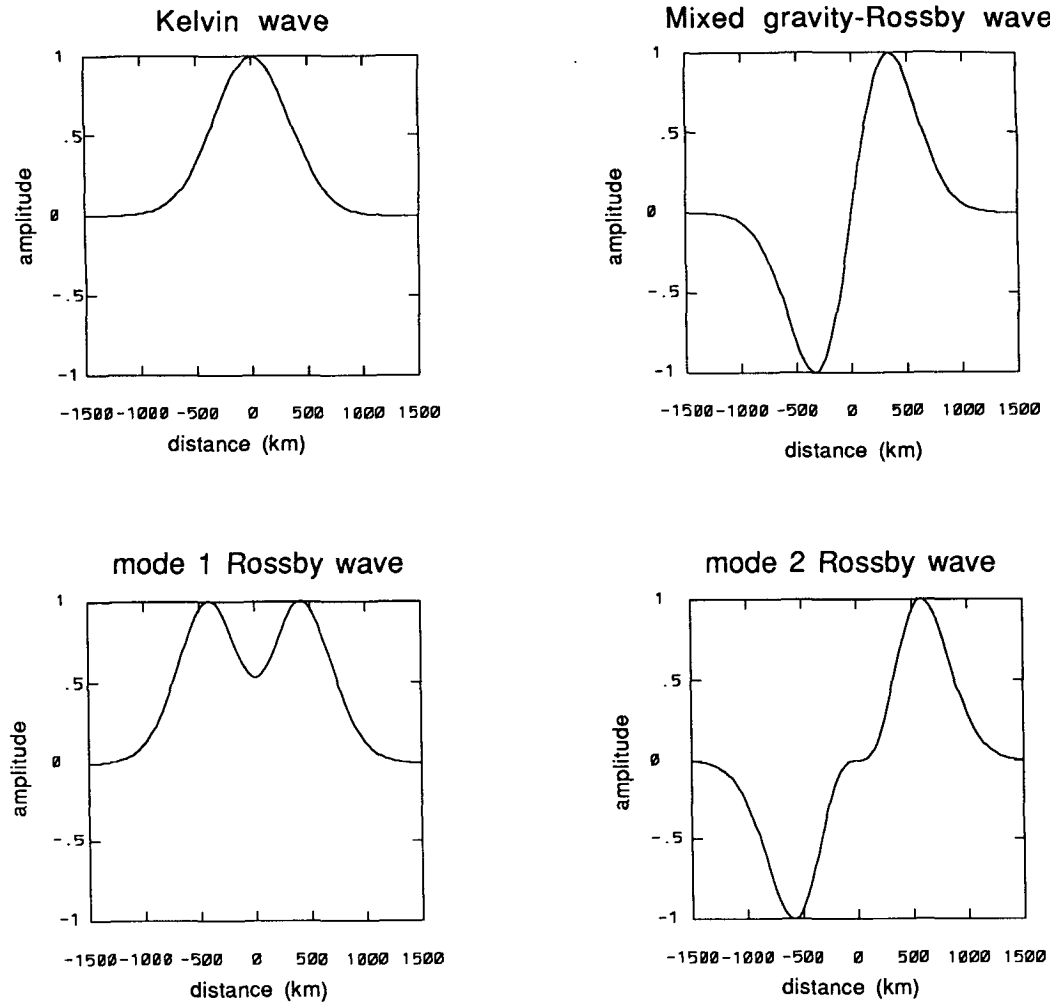 Kelvin wave
1
.5
0
-.5
-1
amplitude
-1500-1000 -500 0 500 1000 1500
distance (km)
Mixed gravity-Rossby wave
1
.5
0
-.5
-1
amplitude
-1500-1000 -500 0 500 1000 1500
distance (km)
mode 1 Rossby wave
1
.5
0
-.5
-1
amplitude
-1500-1000 -500 0 500 1000 1500
distance (km)
mode 2 Rossby wave
1
.5
0
-.5
-1
amplitude
-1500-1000 -500 0 500 1000 1500
distance (km)